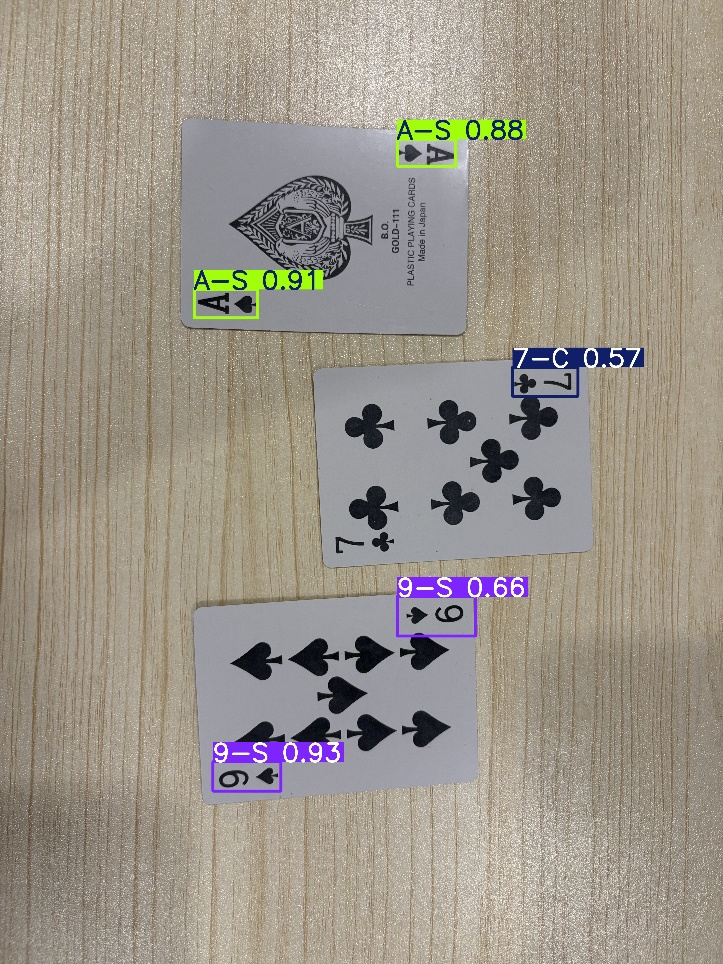 A-S 0.88
A
B.O.
GOLD-111
PLASTIC PLAYING CARDS
Made in Japan
A-S 0.91
A
7-C 0.57
7
7
9-S 0.66
9
9-S 0.93
9